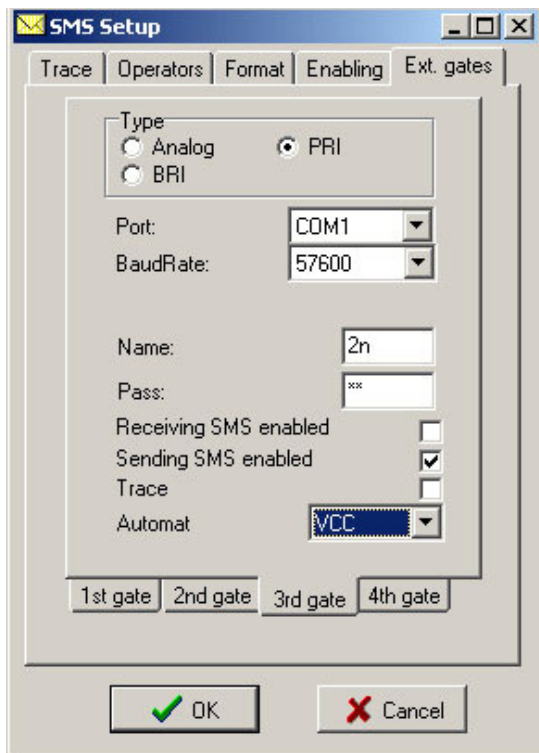 SMS Setup
Trace Operators Format Enabling Ext. gates
Type
Analog PRI
BRI
Port: COM1
BaudRate: 57600
Name: 2n
Pass: **
Receiving SMS enabled
Sending SMS enabled
Trace
Automat VCC
1st gate 2nd gate 3rd gate 4th gate
OK Cancel